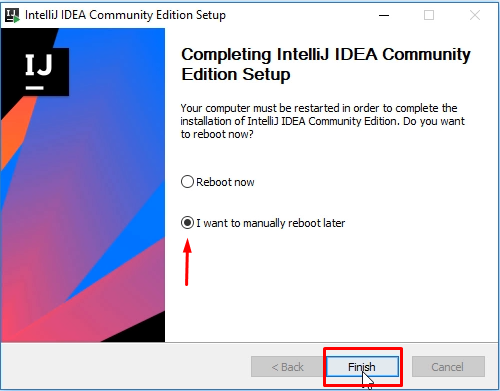 IntelliJ IDEA Community Edition Setup
IJ
Completing IntelliJ IDEA Community
Edition Setup
Your computer must be restarted in order to complete the
installation of IntelliJ IDEA Community Edition. Do you want
to reboot now?
Reboot now
I want to manually reboot later
< Back
Finish
Cancel